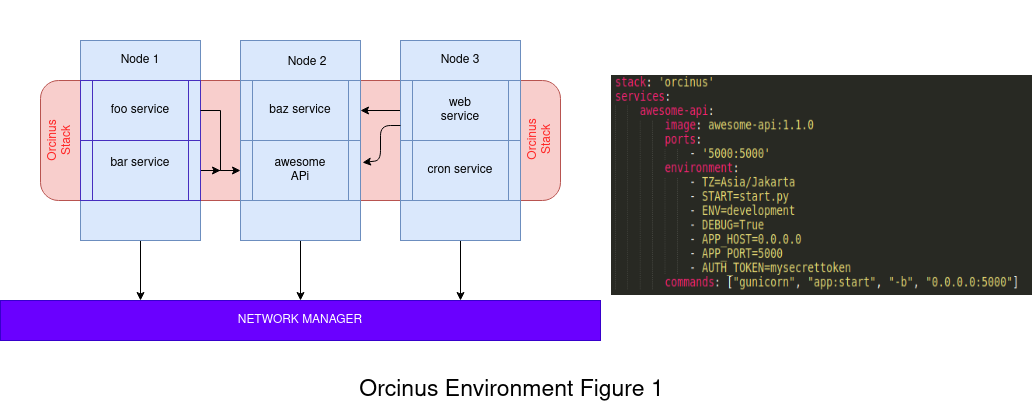 Node 1
Node 2
Node 3
Orcinus
Stack
foo service
baz service
web
service
Orcinus
Stack
bar service
awesome
APi
cron service
NETWORK MANAGER
stack: 'orcinus'
services:
awesome-api:
image: awesome-api:1.1.0
ports:
- '5000:5000'
environment:
- TZ=Asia/Jakarta
- START=start.py
- ENV=development
- DEBUG=True
- APP_HOST=0.0.0.0
- APP_PORT=5000
- AUTH_TOKEN=mysecrettoken
commands: ["gunicorn", "app:start", "-b", "0.0.0.0:5000"]
Orcinus Environment Figure 1